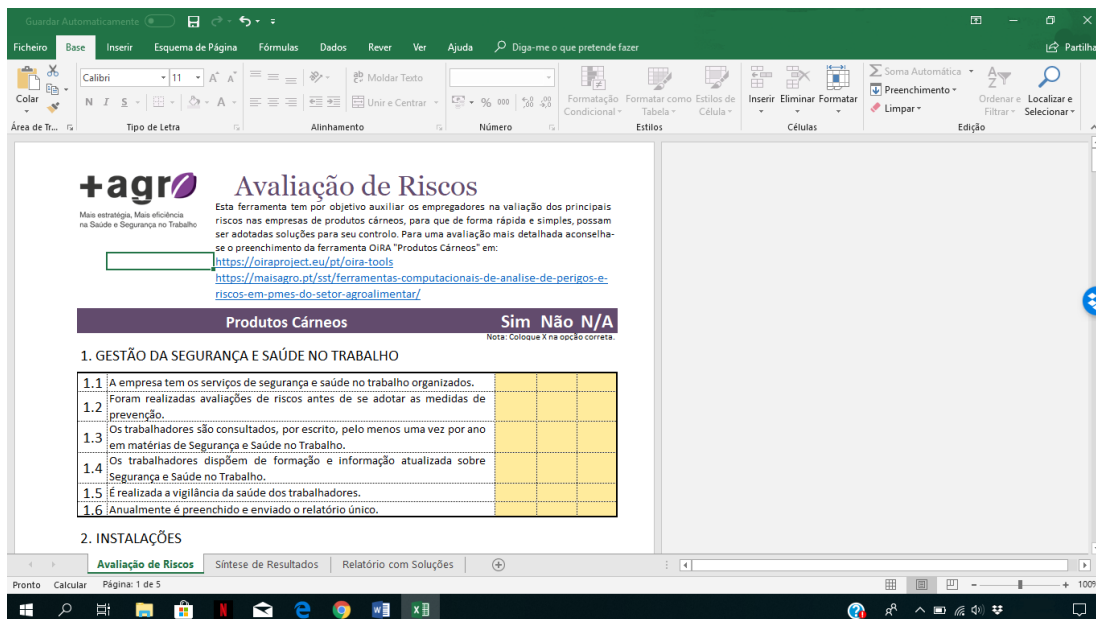 Guardar Automaticamente
Ficheiro Base Inserir Esquema de Página Fórmulas Dados Rever Ver Ajuda Diga-me o que pretende fazer Partilha
Colar Calibri 11 A A Moldar Texto Soma Automática
N I S A Unir e Centrar % 000 Formatação Condicional Formatar como Tabela Estilos de Célula Inserir Eliminar Formatar Preenchimento Limpar Ordenar e Filtrar Localizar e Selecionar
Área de Tr... Tipo de Letra Alinhamento Número Estilos Células Edição
+agro
Mais estratégia, Mais eficiência
na Saúde e Segurança no Trabalho
Avaliação de Riscos
Esta ferramenta tem por objetivo auxiliar os empregadores na valiação dos principais
riscos nas empresas de produtos cárneos, para que de forma rápida e simples, possam
ser adotadas soluções para seu controlo. Para uma avaliação mais detalhada aconselha-
se o preenchimento da ferramenta OiRA "Produtos Cárneos" em:
https://oiraproject.eu/pt/oira-tools
https://maisagro.pt/sst/ferramentas-computacionais-de-analise-de-perigos-e-
riscos-em-pmes-do-setor-agroalimentar/
Produtos Cárneos Sim Não N/A
Nota: Coloque X na opção correta.
1. GESTÃO DA SEGURANÇA E SAÚDE NO TRABALHO
1.1 A empresa tem os serviços de segurança e saúde no trabalho organizados.
1.2 Foram realizadas avaliações de riscos antes de se adotar as medidas de
prevenção.
1.3 Os trabalhadores são consultados, por escrito, pelo menos uma vez por ano
em matérias de Segurança e Saúde no Trabalho.
1.4 Os trabalhadores dispõem de formação e informação atualizada sobre
Segurança e Saúde no Trabalho.
1.5 É realizada a vigilância da saúde dos trabalhadores.
1.6 Anualmente é preenchido e enviado o relatório único.
2. INSTALAÇÕES
Avaliação de Riscos Síntese de Resultados Relatório com Soluções
Pronto Calcular Página: 1 de 5 100%